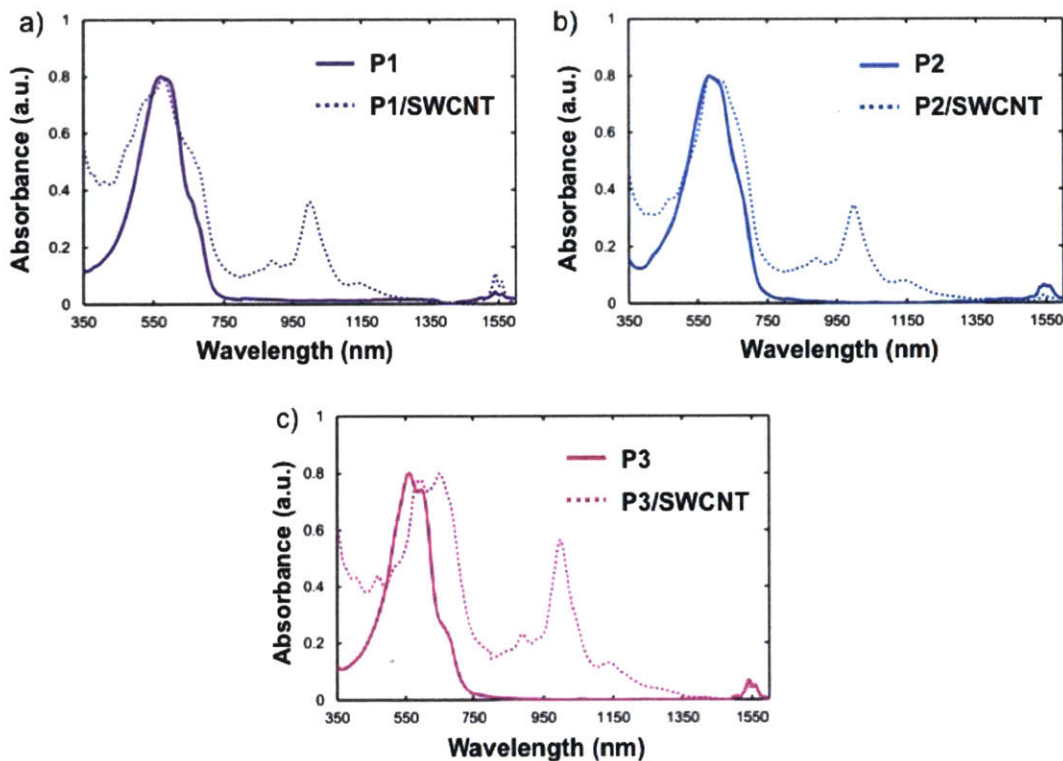 a)
P1
P1/SWCNT
Absorbance (a.u.)
1
0.8
0.6
0.4
0.2
0
350 550 750 950 1150 1350 1550
Wavelength (nm)
b)
P2
P2/SWCNT
Absorbance (a.u.)
1
0.8
0.6
0.4
0.2
0
350 550 750 950 1150 1350 1550
Wavelength (nm)
c)
P3
P3/SWCNT
Absorbance (a.u.)
1
0.8
0.6
0.4
0.2
0
350 550 750 950 1150 1350 1550
Wavelength (nm)